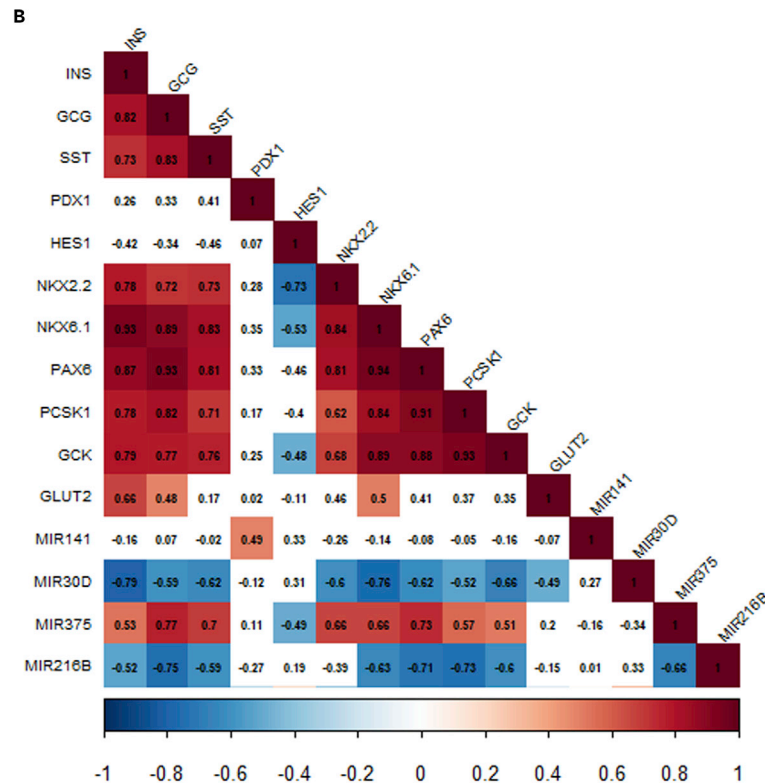 B
INS
INS 1 GCG
GCG 0.82 1 SST
SST 0.73 0.83 1 PDX1
PDX1 0.26 0.33 0.41 1 HES1
HES1 -0.42 -0.34 -0.46 0.07 1 NKX2.2
NKX2.2 0.78 0.72 0.73 0.28 -0.73 1 NKX6.1
NKX6.1 0.93 0.89 0.83 0.35 -0.53 0.84 1 PAX6
PAX6 0.87 0.93 0.81 0.33 -0.46 0.81 0.94 1 PCSK1
PCSK1 0.78 0.82 0.71 0.17 -0.4 0.62 0.84 0.91 1 GCK
GCK 0.79 0.77 0.76 0.25 -0.48 0.68 0.89 0.88 0.93 1 GLUT2
GLUT2 0.66 0.48 0.17 0.02 -0.11 0.46 0.5 0.41 0.37 0.35 1 MIR141
MIR141 -0.16 0.07 -0.02 0.49 0.33 -0.26 -0.14 -0.08 -0.05 -0.16 -0.07 1 MIR30D
MIR30D -0.79 -0.59 -0.62 -0.12 0.31 -0.6 -0.76 -0.62 -0.52 -0.66 -0.49 0.27 1 MIR375
MIR375 0.53 0.77 0.7 0.11 -0.49 0.66 0.66 0.73 0.57 0.51 0.2 -0.16 -0.34 1 MIR216B
MIR216B -0.52 -0.75 -0.59 -0.27 0.19 -0.39 -0.63 -0.71 -0.73 -0.6 -0.15 0.01 0.33 -0.66 1
-1 -0.8 -0.6 -0.4 -0.2 0 0.2 0.4 0.6 0.8 1